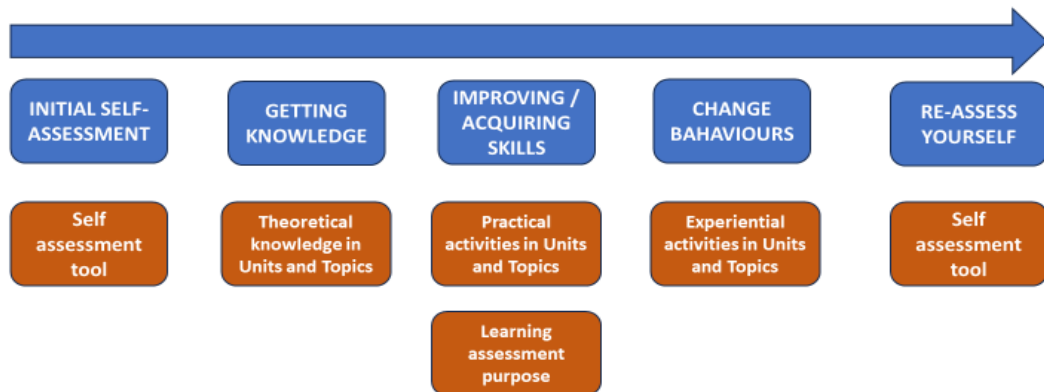 INITIAL SELF-
ASSESSMENT
GETTING
KNOWLEDGE
IMPROVING /
ACQUIRING
SKILLS
CHANGE
BAHAVIOURS
RE-ASSESS
YOURSELF
Self
assessment
tool
Theoretical
knowledge in
Units and Topics
Practical
activities in Units
and Topics
Experiential
activities in Units
and Topics
Self
assessment
tool
Learning
assessment
purpose